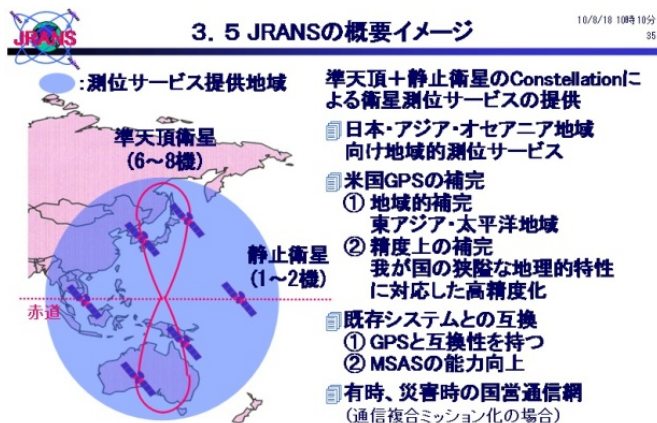 JRANS
3. 5 JRANSの概要イメージ
10/8/18 10時10分
35
:測位サービス提供地域
準天頂衛星
(6～8機)
静止衛星
(1～2機)
赤道
準天頂＋静止衛星のConstellationに
よる衛星測位サービスの提供
日本・アジア・オセアニア地域
向け地域的測位サービス
米国GPSの補完
① 地域的補完
東アジア・太平洋地域
② 精度上の補完
我が国の狭隘な地理的特性
に対応した高精度化
既存システムとの互換
① GPSと互換性を持つ
② MSASの能力向上
有時、災害時の国営通信網
(通信複合ミッション化の場合)